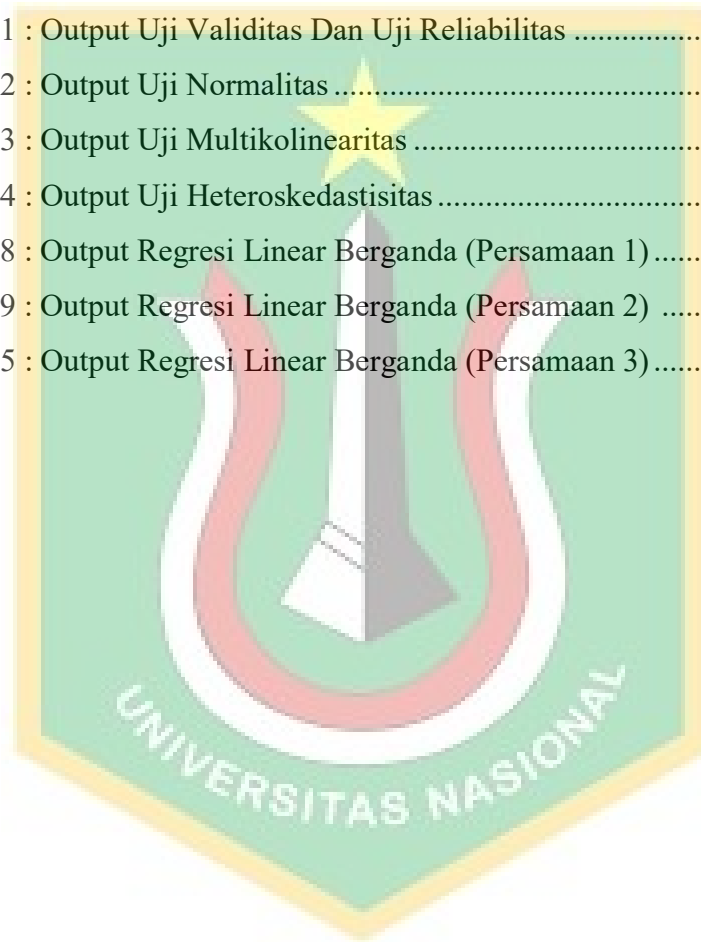 1 : Output Uji Validitas Dan Uji Reliabilitas ................
2 : Output Uji Normalitas ..............................................
3 : Output Uji Multikolinearitas ....................................
4 : Output Uji Heteroskedastisitas .................................
8 : Output Regresi Linear Berganda (Persamaan 1) ......
9 : Output Regresi Linear Berganda (Persamaan 2) .....
5 : Output Regresi Linear Berganda (Persamaan 3) ......
UNIVERSITAS NASIONAL